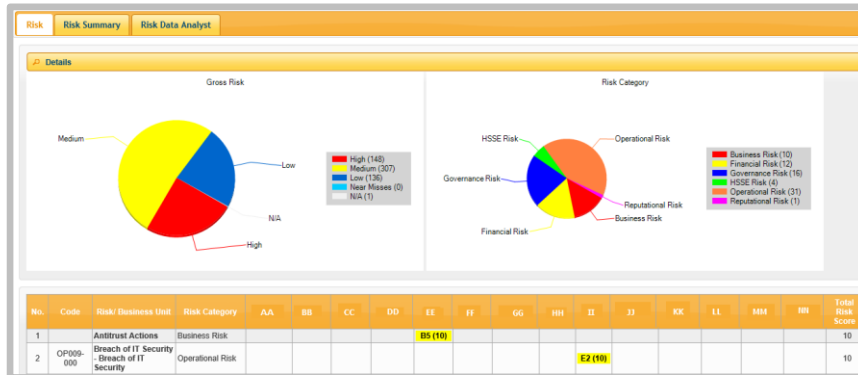 Risk Risk Summary Risk Data Analyst
Details
Gross Risk
Medium
Low
N/A
High
High (148)
Medium (307)
Low (136)
Near Misses (0)
N/A (1)
Risk Category
HSSE Risk
Operational Risk
Governance Risk
Reputational Risk
Business Risk
Financial Risk
Business Risk (10)
Financial Risk (12)
Governance Risk (16)
HSSE Risk (4)
Operational Risk (31)
Reputational Risk (1)
No. Code Risk/ Business Unit Risk Category AA BB CC DD EE FF GG HH II JJ KK LL MM NN Total Risk Score
1 Antitrust Actions Business Risk B5 (10) 10
2 OP009-000 Breach of IT Security - Breach of IT Security Operational Risk E2 (10) 10